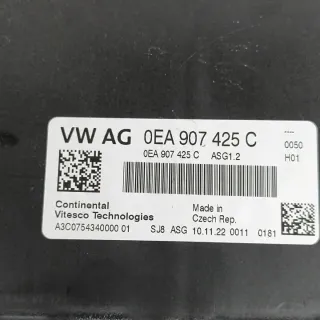 VW AG 0EA 907 425 C
----
0EA 907 425 C ASG1.2
0050
H01
Continental
Vitesco Technologies
Made in
Czech Rep.
A3C0754340000 01 SJ8 ASG 10.11.22 0011 0181